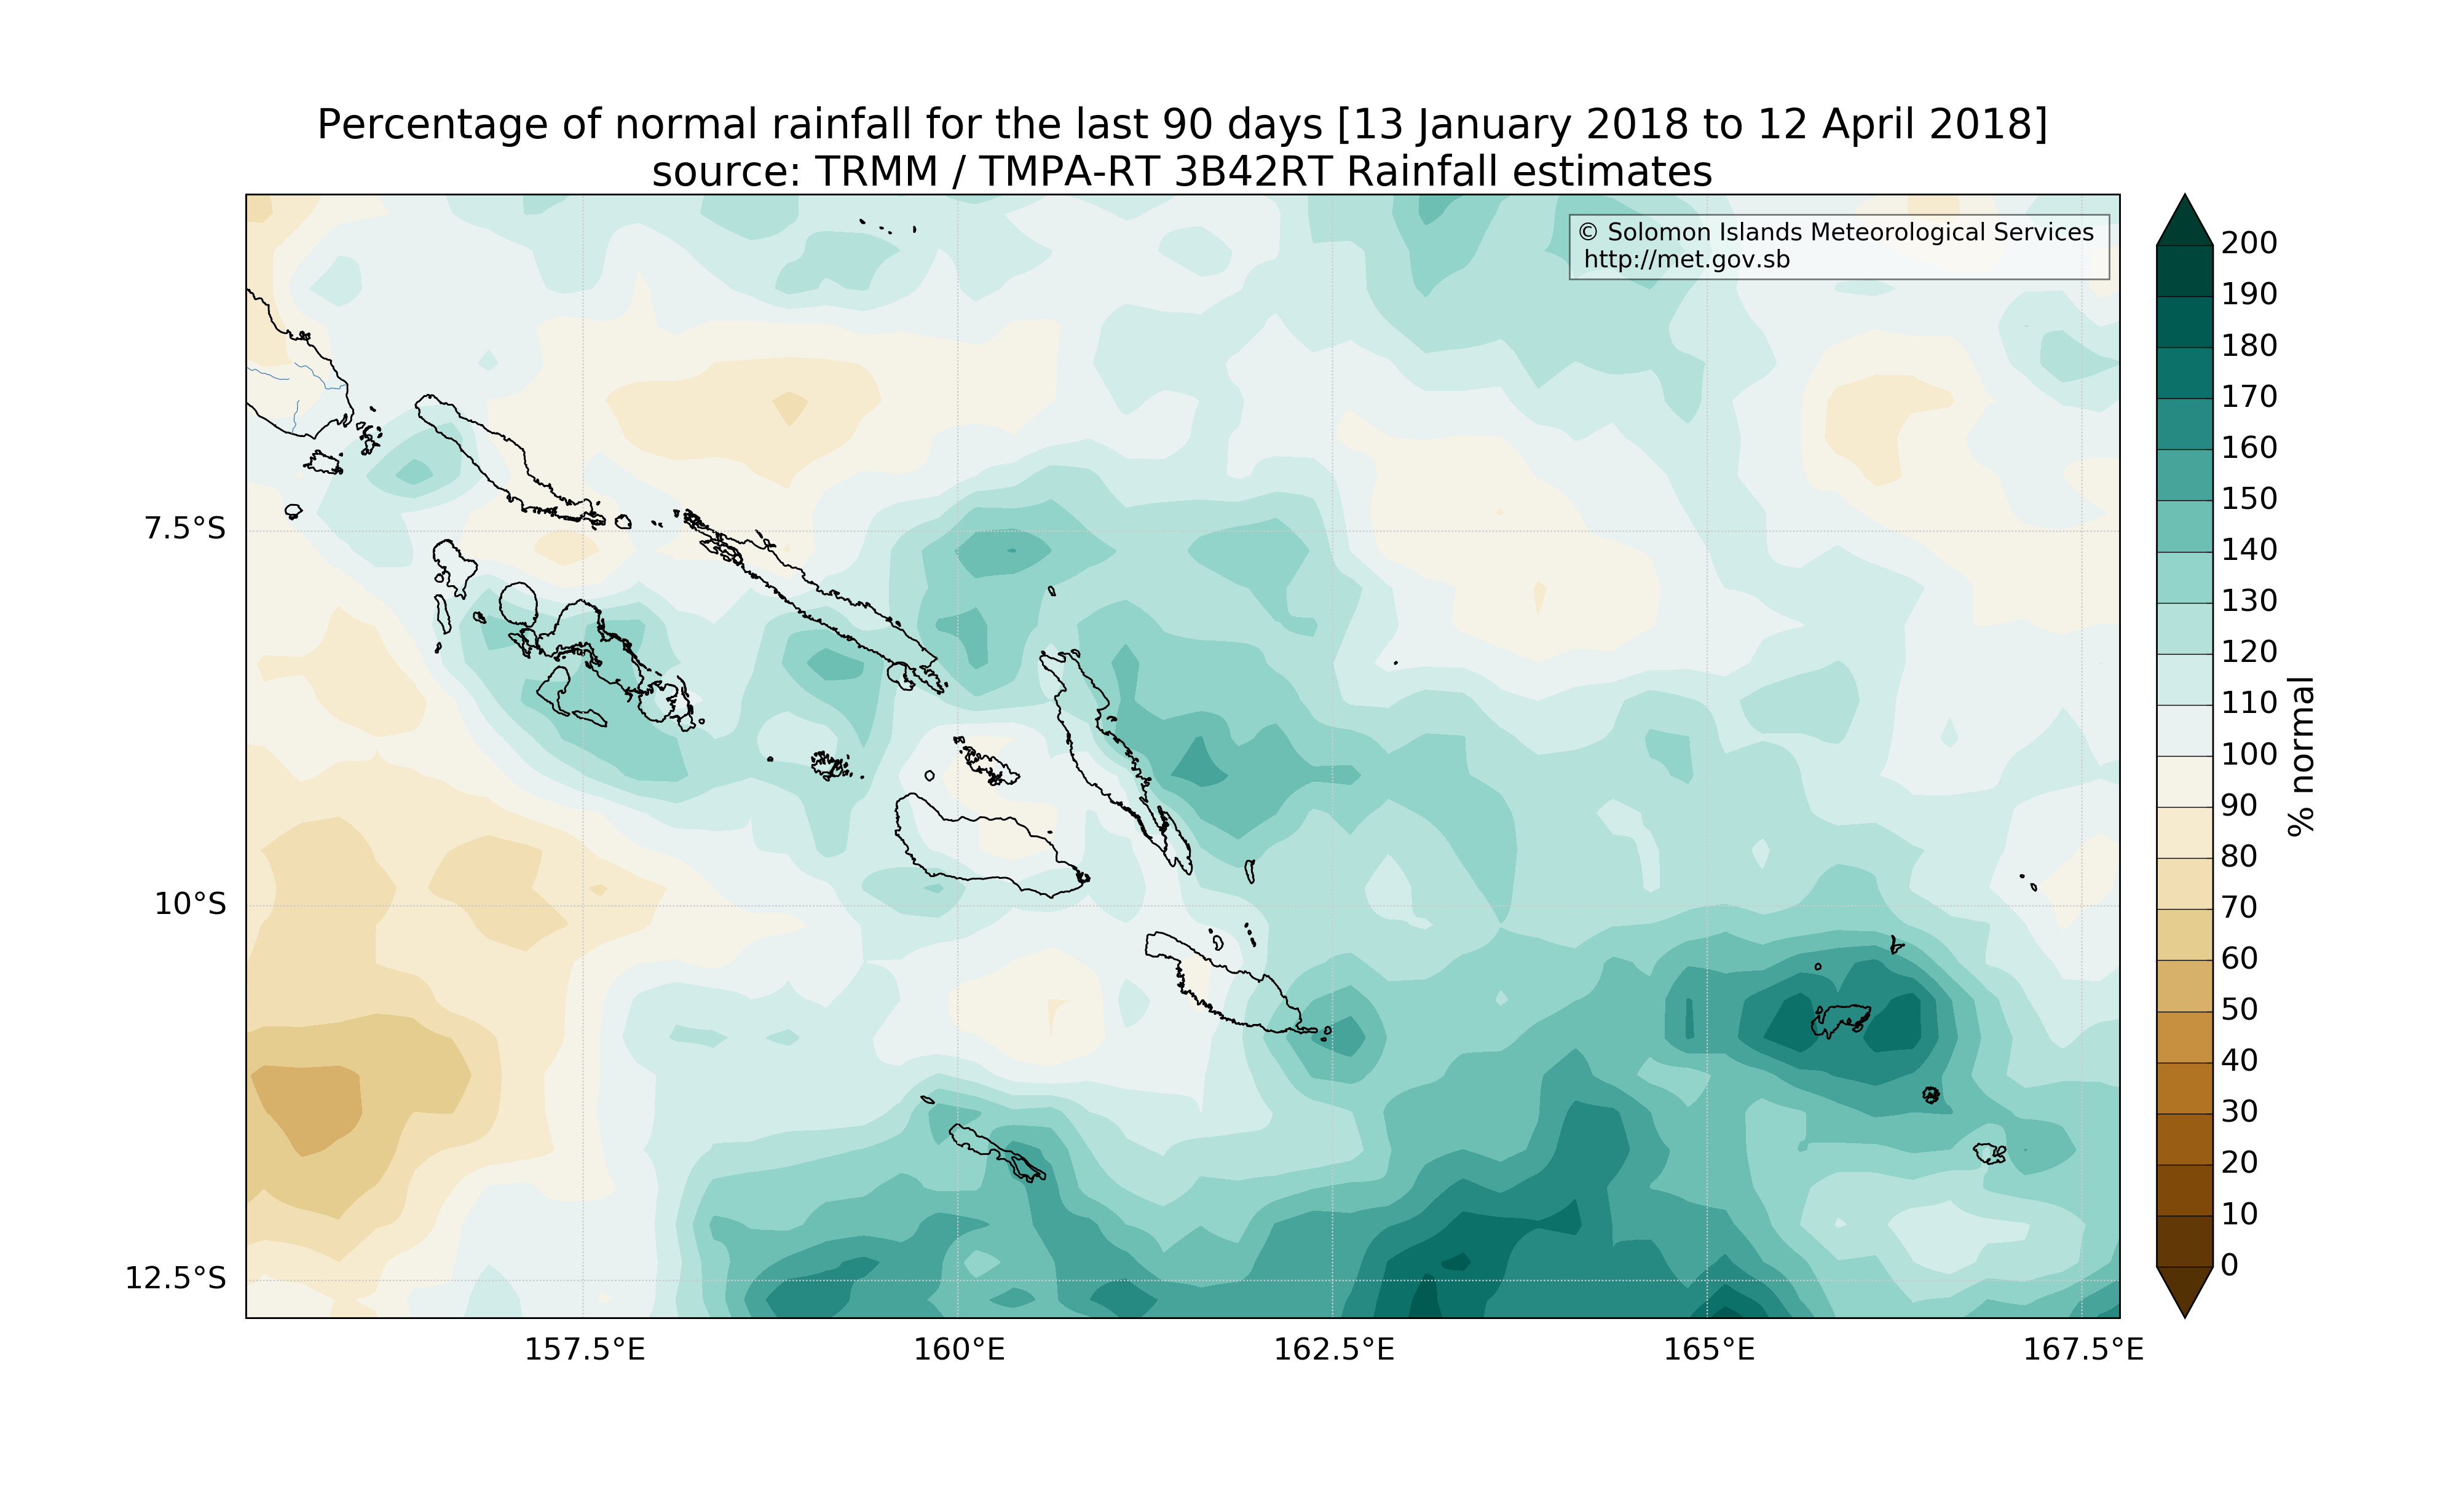 Percentage of normal rainfall for the last 90 days [13 January 2018 to 12 April 2018]
source: TRMM / TMPA-RT 3B42RT Rainfall estimates
© Solomon Islands Meteorological Services
http://met.gov.sb
7.5°S
10°S
12.5°S
157.5°E
160°E
162.5°E
165°E
167.5°E
200
190
180
170
160
150
140
130
120
110
100
90
80
70
60
50
40
30
20
10
0
% normal